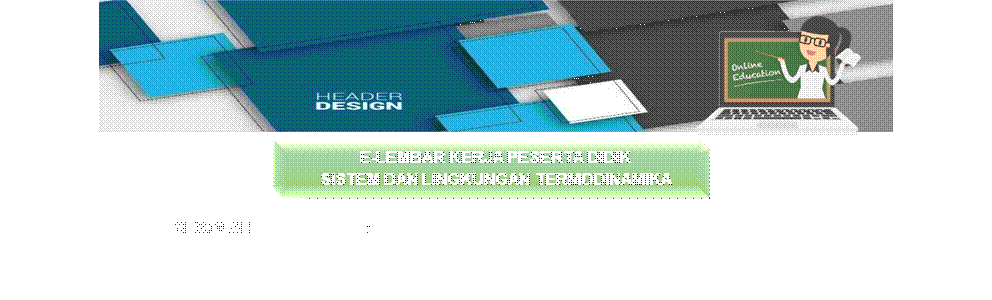 HEADER
DESIGN
Online
Education
E-LEMBAR KERJA PESERTA DIDIK
SISTEM DAN LINGKUNGAN TERMODINAMIKA